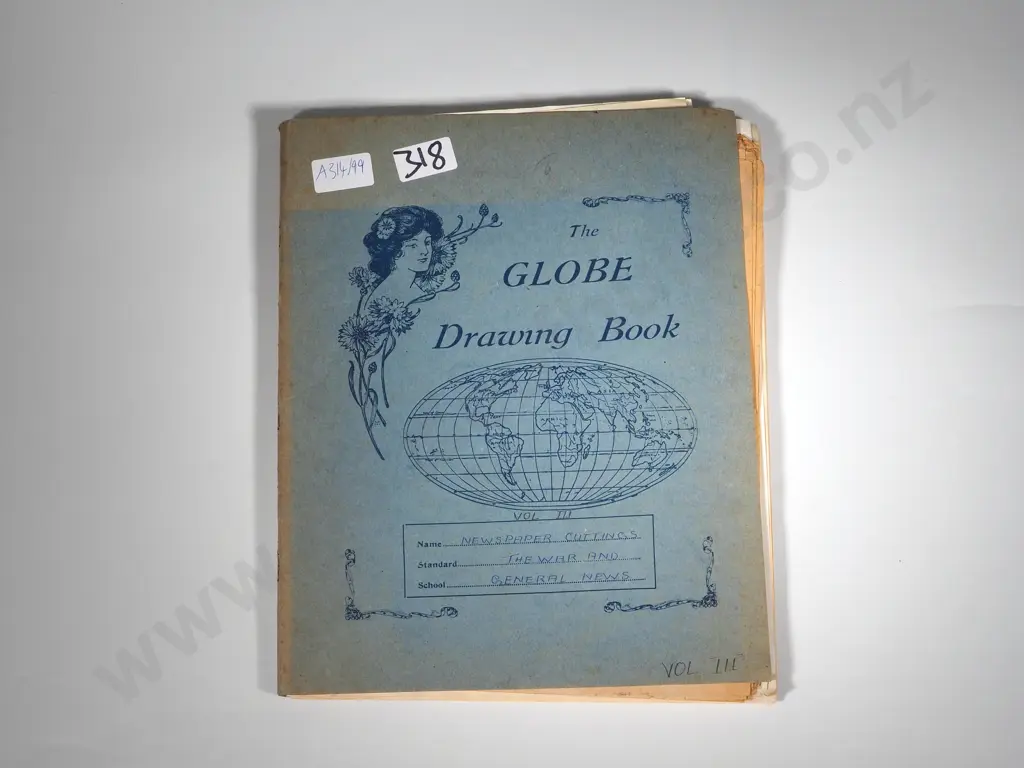 A314/99
318
The
GLOBE
Drawing Book
VOL III
Name NEWSPAPER CUTTINGS
Standard THE WAR AND
School GENERAL NEWS
VOL III